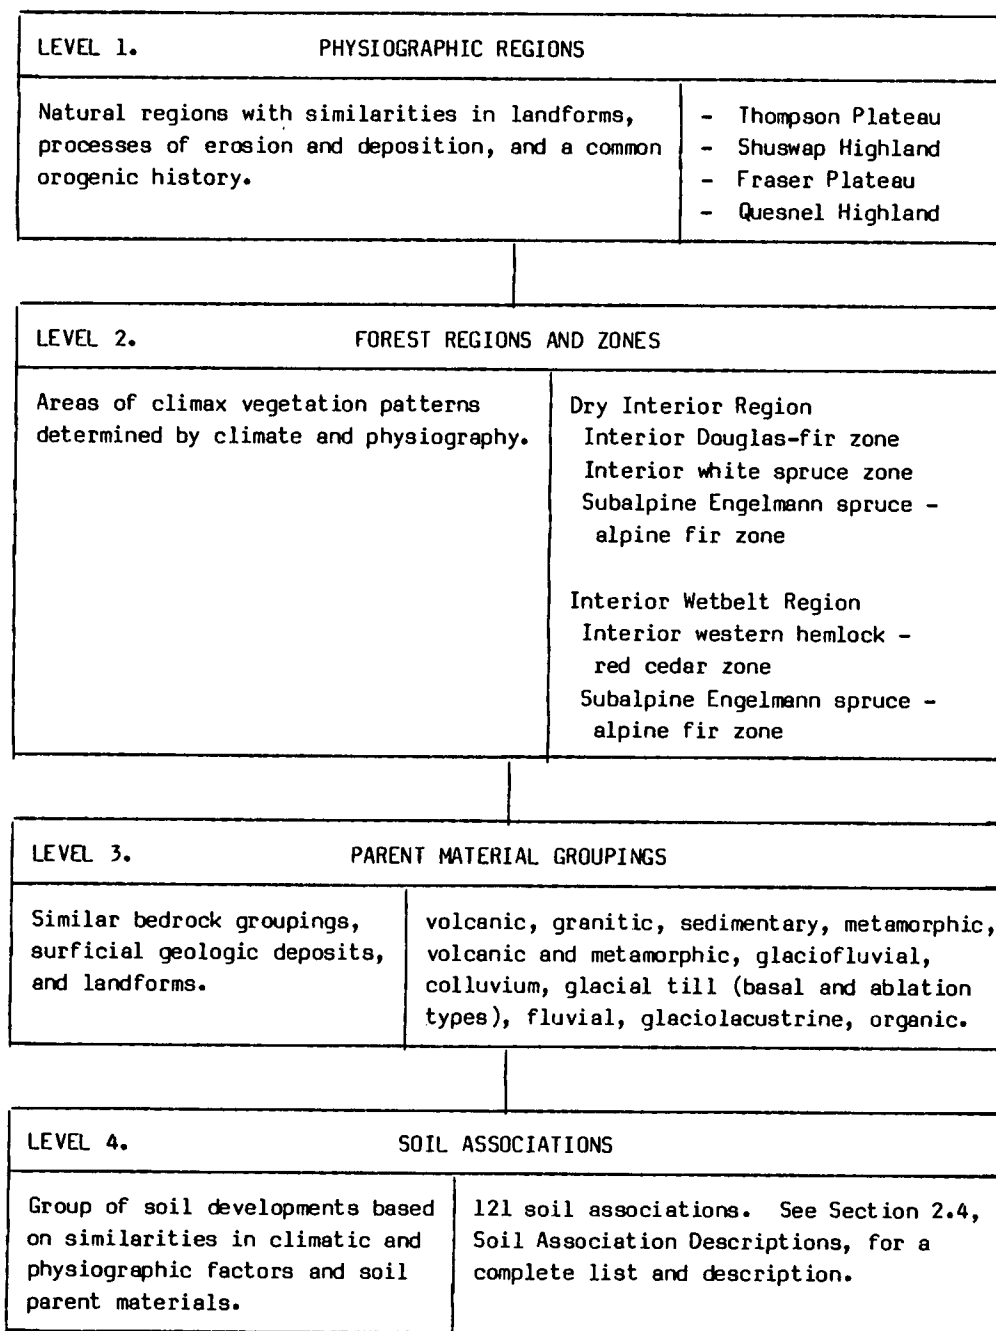 LEVEL 1. PHYSIOGRAPHIC REGIONS
Natural regions with similarities in landforms,
processes of erosion and deposition, and a common
orogenic history.
- Thompson Plateau
- Shuswap Highland
- Fraser Plateau
- Quesnel Highland
LEVEL 2. FOREST REGIONS AND ZONES
Areas of climax vegetation patterns
determined by climate and physiography.
Dry Interior Region
Interior Douglas-fir zone
Interior white spruce zone
Subalpine Engelmann spruce -
alpine fir zone
Interior Wetbelt Region
Interior western hemlock -
red cedar zone
Subalpine Engelmann spruce -
alpine fir zone
LEVEL 3. PARENT MATERIAL GROUPINGS
Similar bedrock groupings,
surficial geologic deposits,
and landforms.
volcanic, granitic, sedimentary, metamorphic,
volcanic and metamorphic, glaciofluvial,
colluvium, glacial till (basal and ablation
types), fluvial, glaciolacustrine, organic.
LEVEL 4. SOIL ASSOCIATIONS
Group of soil developments based
on similarities in climatic and
physiographic factors and soil
parent materials.
121 soil associations. See Section 2.4,
Soil Association Descriptions, for a
complete list and description.